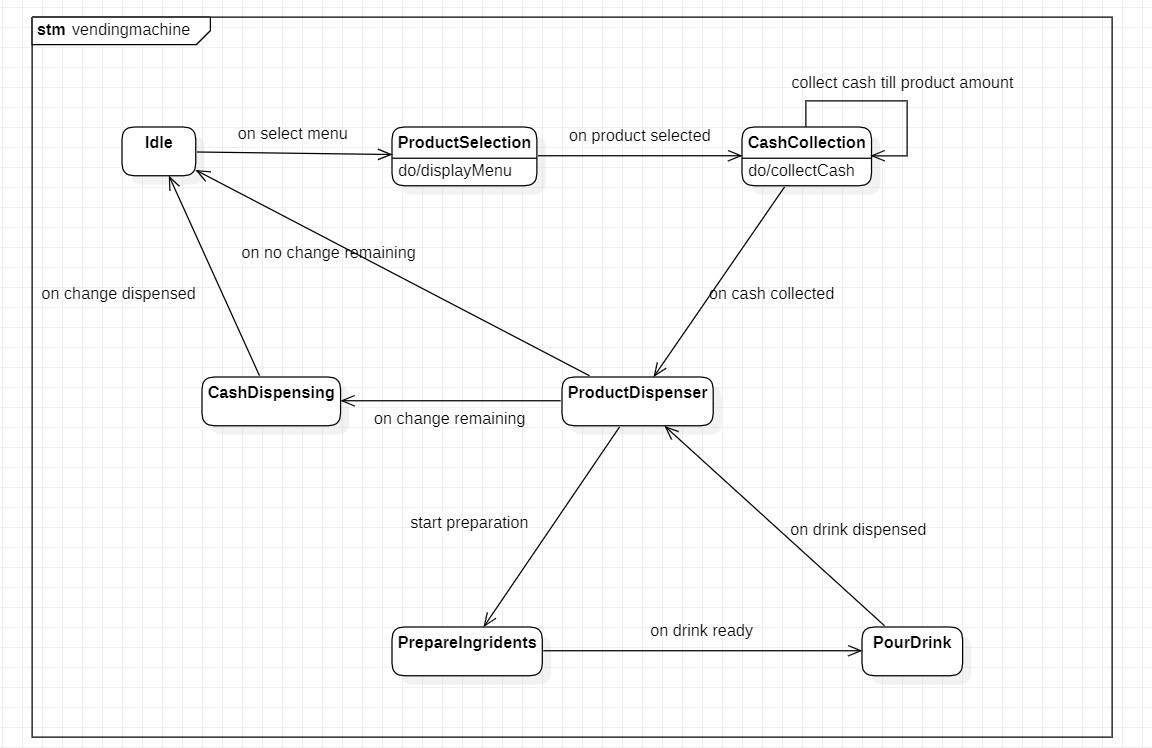 stm vendingmachine
collect cash till product amount
on select menu
on product selected
Idle
ProductSelection
CashCollection
do/displayMenu
do/collectCash
on no change remaining
on change dispensed
on cash collected
CashDispensing
ProductDispenser
on change remaining
start preparation
on drink dispensed
on drink ready
PrepareIngridents
PourDrink